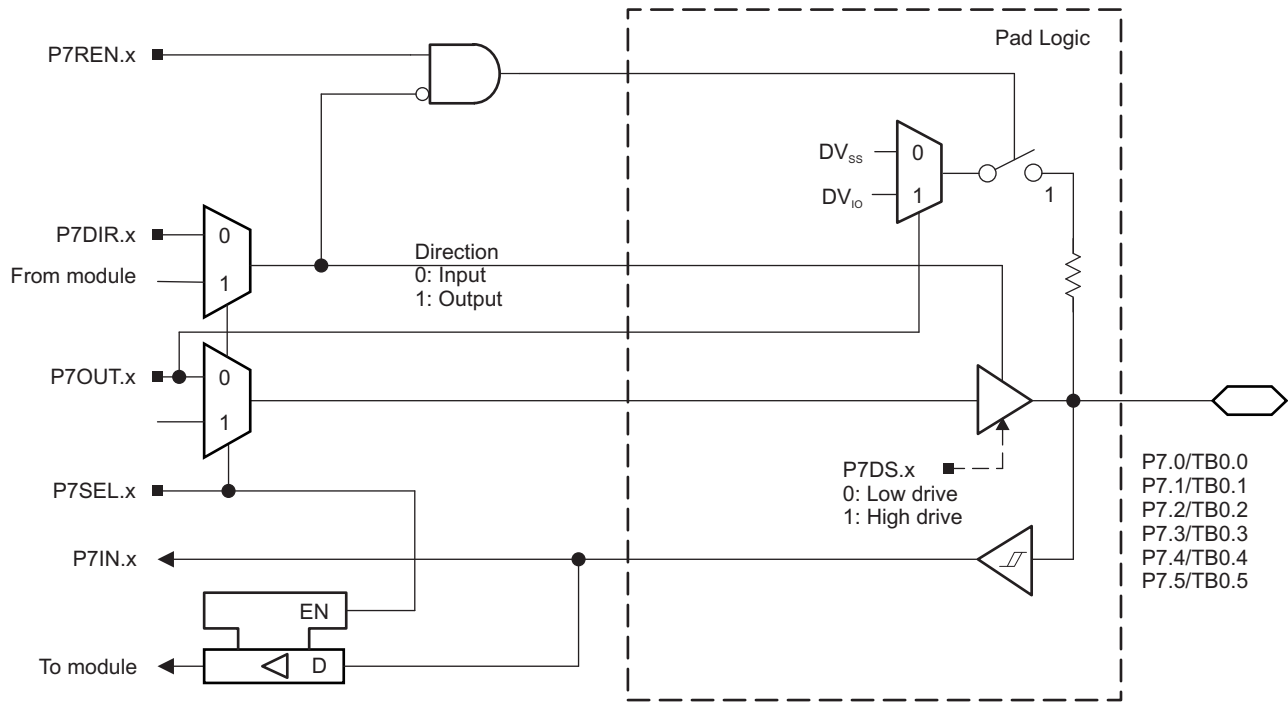 Pad Logic
P7REN.x
DVSS
0
DVIO
1
1
P7DIR.x
0
From module
1
Direction
0: Input
1: Output
P7OUT.x
0
1
P7SEL.x
P7DS.x
0: Low drive
1: High drive
P7.0/TB0.0
P7.1/TB0.1
P7.2/TB0.2
P7.3/TB0.3
P7.4/TB0.4
P7.5/TB0.5
P7IN.x
EN
To module
D